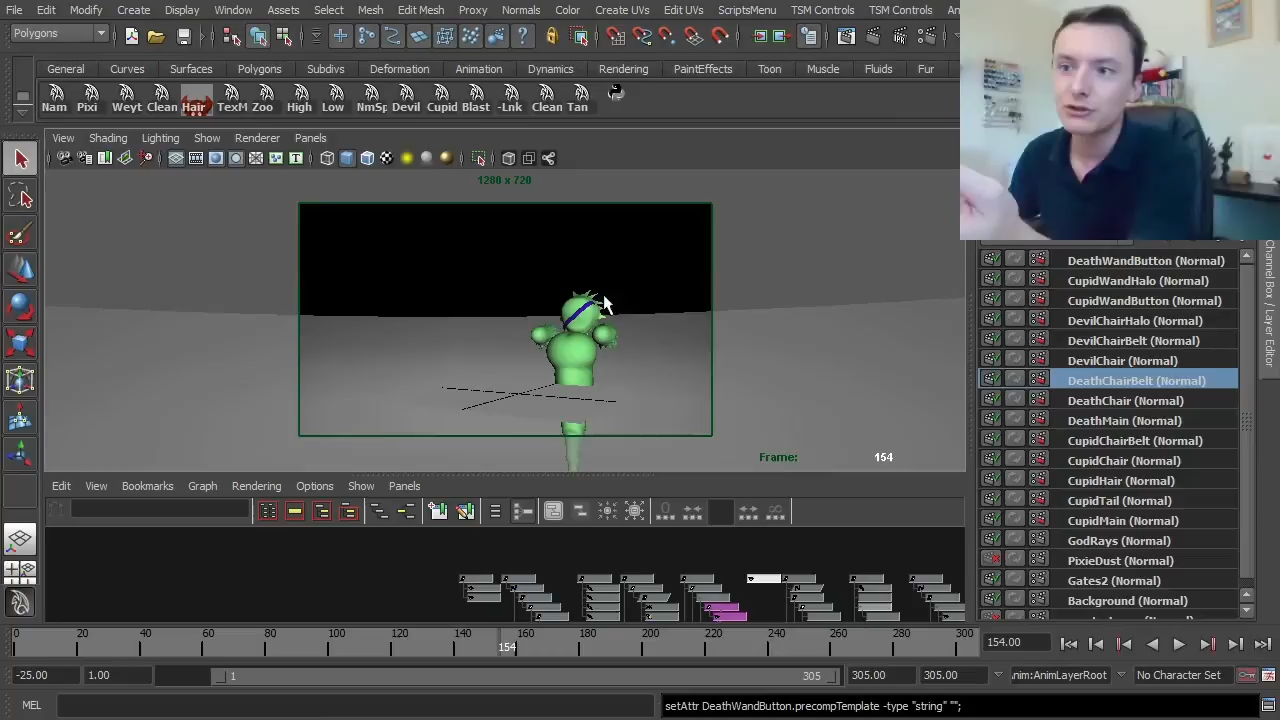 Assets Edit Modify Create Display Window Select Mesh Edit Mesh Proxy Normals Color Create UVs Edit UVs ScriptsMenu TSM Controls TSM Controls
Polygons
General Curves Surfaces Polygons Subdivs Deformation Animation Dynamics Rendering PaintEffects Toon Muscle Fluids Fur
Nam Pixi Weyt Clean Hair TexM Zoo High Low NmSp Devil Cupid Blast -Lnk Clean Tan
View Shading Lighting Show Renderer Panels
1280 x 720
Frame: 154
ChannelBox / Layer Editor
DeathWandButton (Normal)
CupidWandHalo (Normal)
CupidWandButton (Normal)
DevilChairHalo (Normal)
DevilChairBelt (Normal)
DevilChair (Normal)
DeathChairBelt (Normal)
DeathChair (Normal)
DeathMain (Normal)
CupidChairBelt (Normal)
CupidChair (Normal)
CupidHair (Normal)
CupidTail (Normal)
CupidMain (Normal)
GodRays (Normal)
PixieDust (Normal)
Gates2 (Normal)
Background (Normal)
Edit View Bookmarks Graph Rendering Options Show Panels
0 20 40 60 80 100 120 140 154 160 180 200 220 240 260 280 300
154.00
-25.00 1.00 1 305 305.00 305.00 .nim:AnimLayerRoot No Character Set
MEL
setAttr DeathWandButton.precompTemplate -type "string" "";